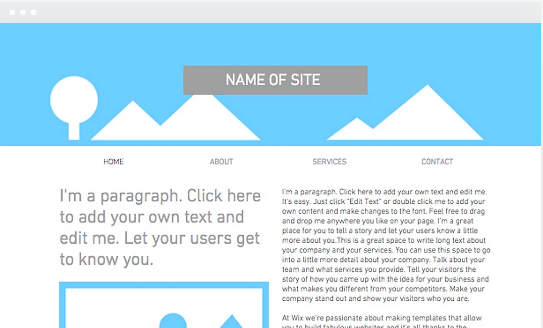 NAME OF SITE
HOME ABOUT SERVICES CONTACT
I'm a paragraph. Click here
to add your own text and
edit me. Let your users get
to know you.
I'm a paragraph. Click here to add your own text and edit me.
It's easy. Just click "Edit Text" or double click me to add your
own content and make changes to the font. Feel free to drag
and drop me anywhere you like on your page. I'm a great
place for you to tell a story and let your users know a little
more about you.This is a great space to write long text about
your company and your services. You can use this space to go
into a little more detail about your company. Talk about your
team and what services you provide. Tell your visitors the
story of how you came up with the idea for your business and
what makes you different from your competitors. Make your
company stand out and show your visitors who you are.
At Wix we're passionate about making templates that allow
you to build fabulous websites and it's all thanks to the